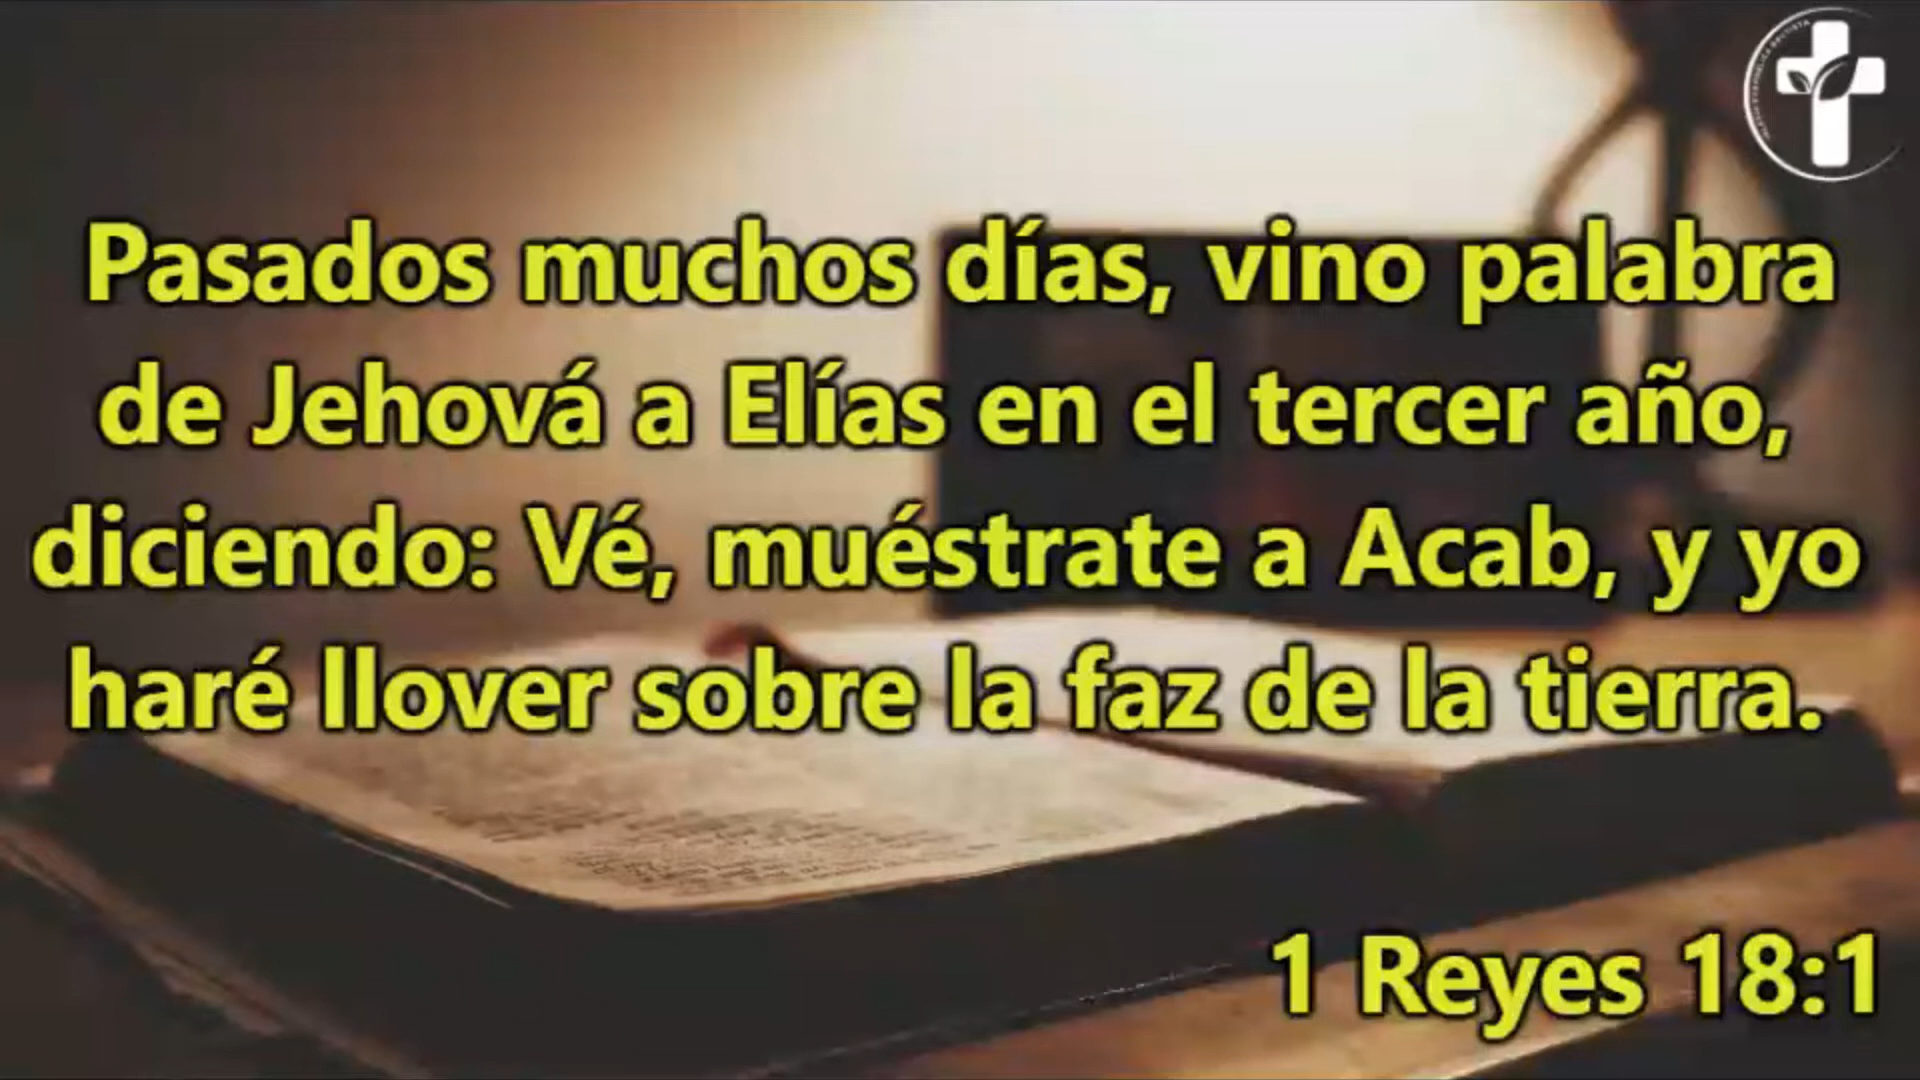 Pasados muchos días, vino palabra
de Jehová a Elías en el tercer año,
diciendo: Vé, muéstrate a Acab, y yo
haré llover sobre la faz de la tierra.
1 Reyes 18:1